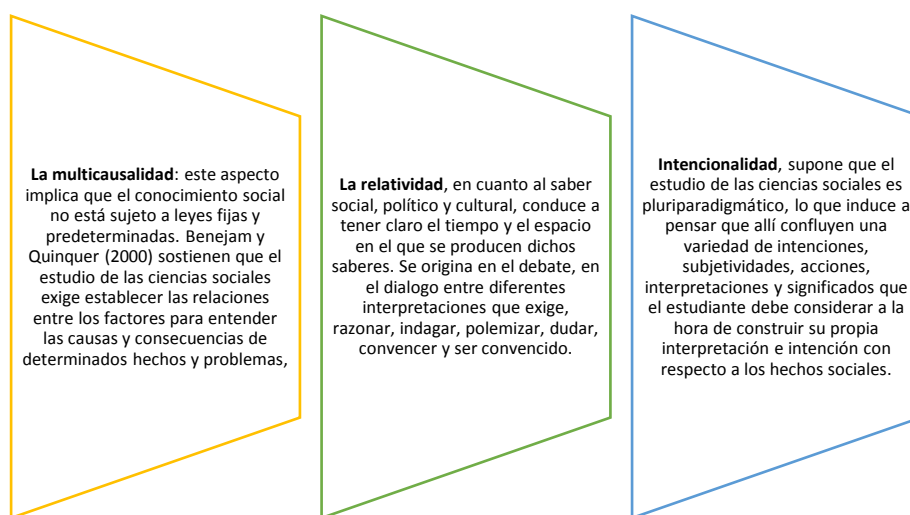 La multicausalidad: este aspecto
implica que el conocimiento social
no está sujeto a leyes fijas y
predeterminadas. Benejam y
Quinquer (2000) sostienen que el
estudio de las ciencias sociales
exige establecer las relaciones
entre los factores para entender
las causas y consecuencias de
determinados hechos y problemas,
La relatividad, en cuanto al saber
social, político y cultural, conduce a
tener claro el tiempo y el espacio
en el que se producen dichos
saberes. Se origina en el debate, en
el dialogo entre diferentes
interpretaciones que exige,
razonar, indagar, polemizar, dudar,
convencer y ser convencido.
Intencionalidad, supone que el
estudio de las ciencias sociales es
pluriparadigmático, lo que induce a
pensar que allí confluyen una
variedad de intenciones,
subjetividades, acciones,
interpretaciones y significados que
el estudiante debe considerar a la
hora de construir su propia
interpretación e intención con
respecto a los hechos sociales.